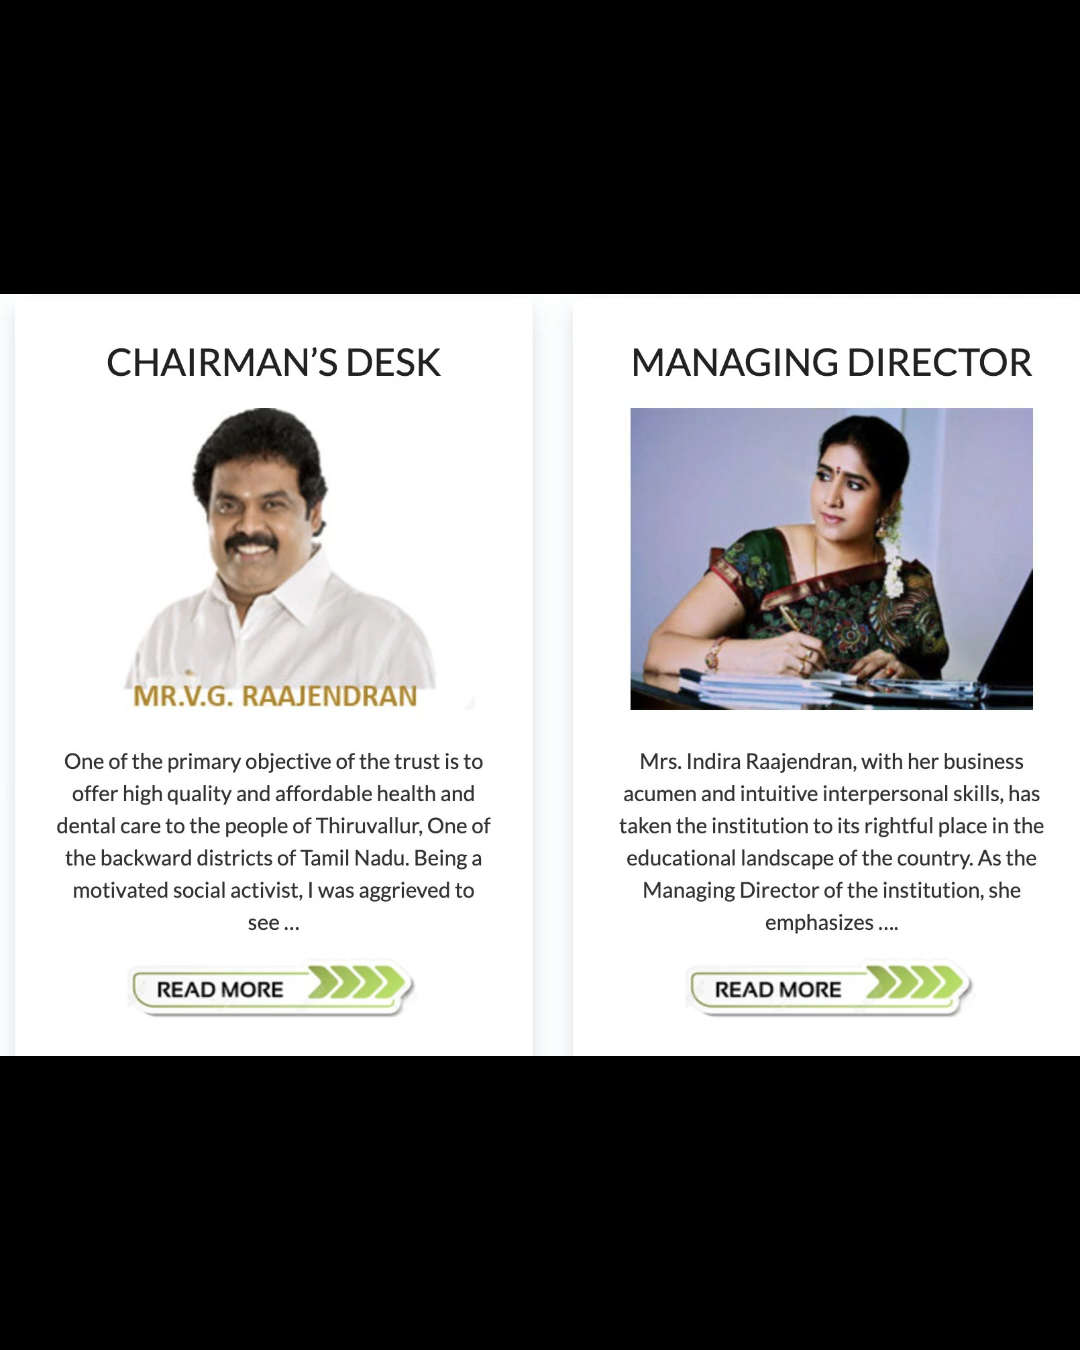 CHAIRMAN’S DESK
MR.V.G. RAAJENDRAN
One of the primary objective of the trust is to
offer high quality and affordable health and
dental care to the people of Thiruvallur, One of
the backward districts of Tamil Nadu. Being a
motivated social activist, I was aggrieved to
see ...
READ MORE
MANAGING DIRECTOR
Mrs. Indira Raajendran, with her business
acumen and intuitive interpersonal skills, has
taken the institution to its rightful place in the
educational landscape of the country. As the
Managing Director of the institution, she
emphasizes ....
READ MORE